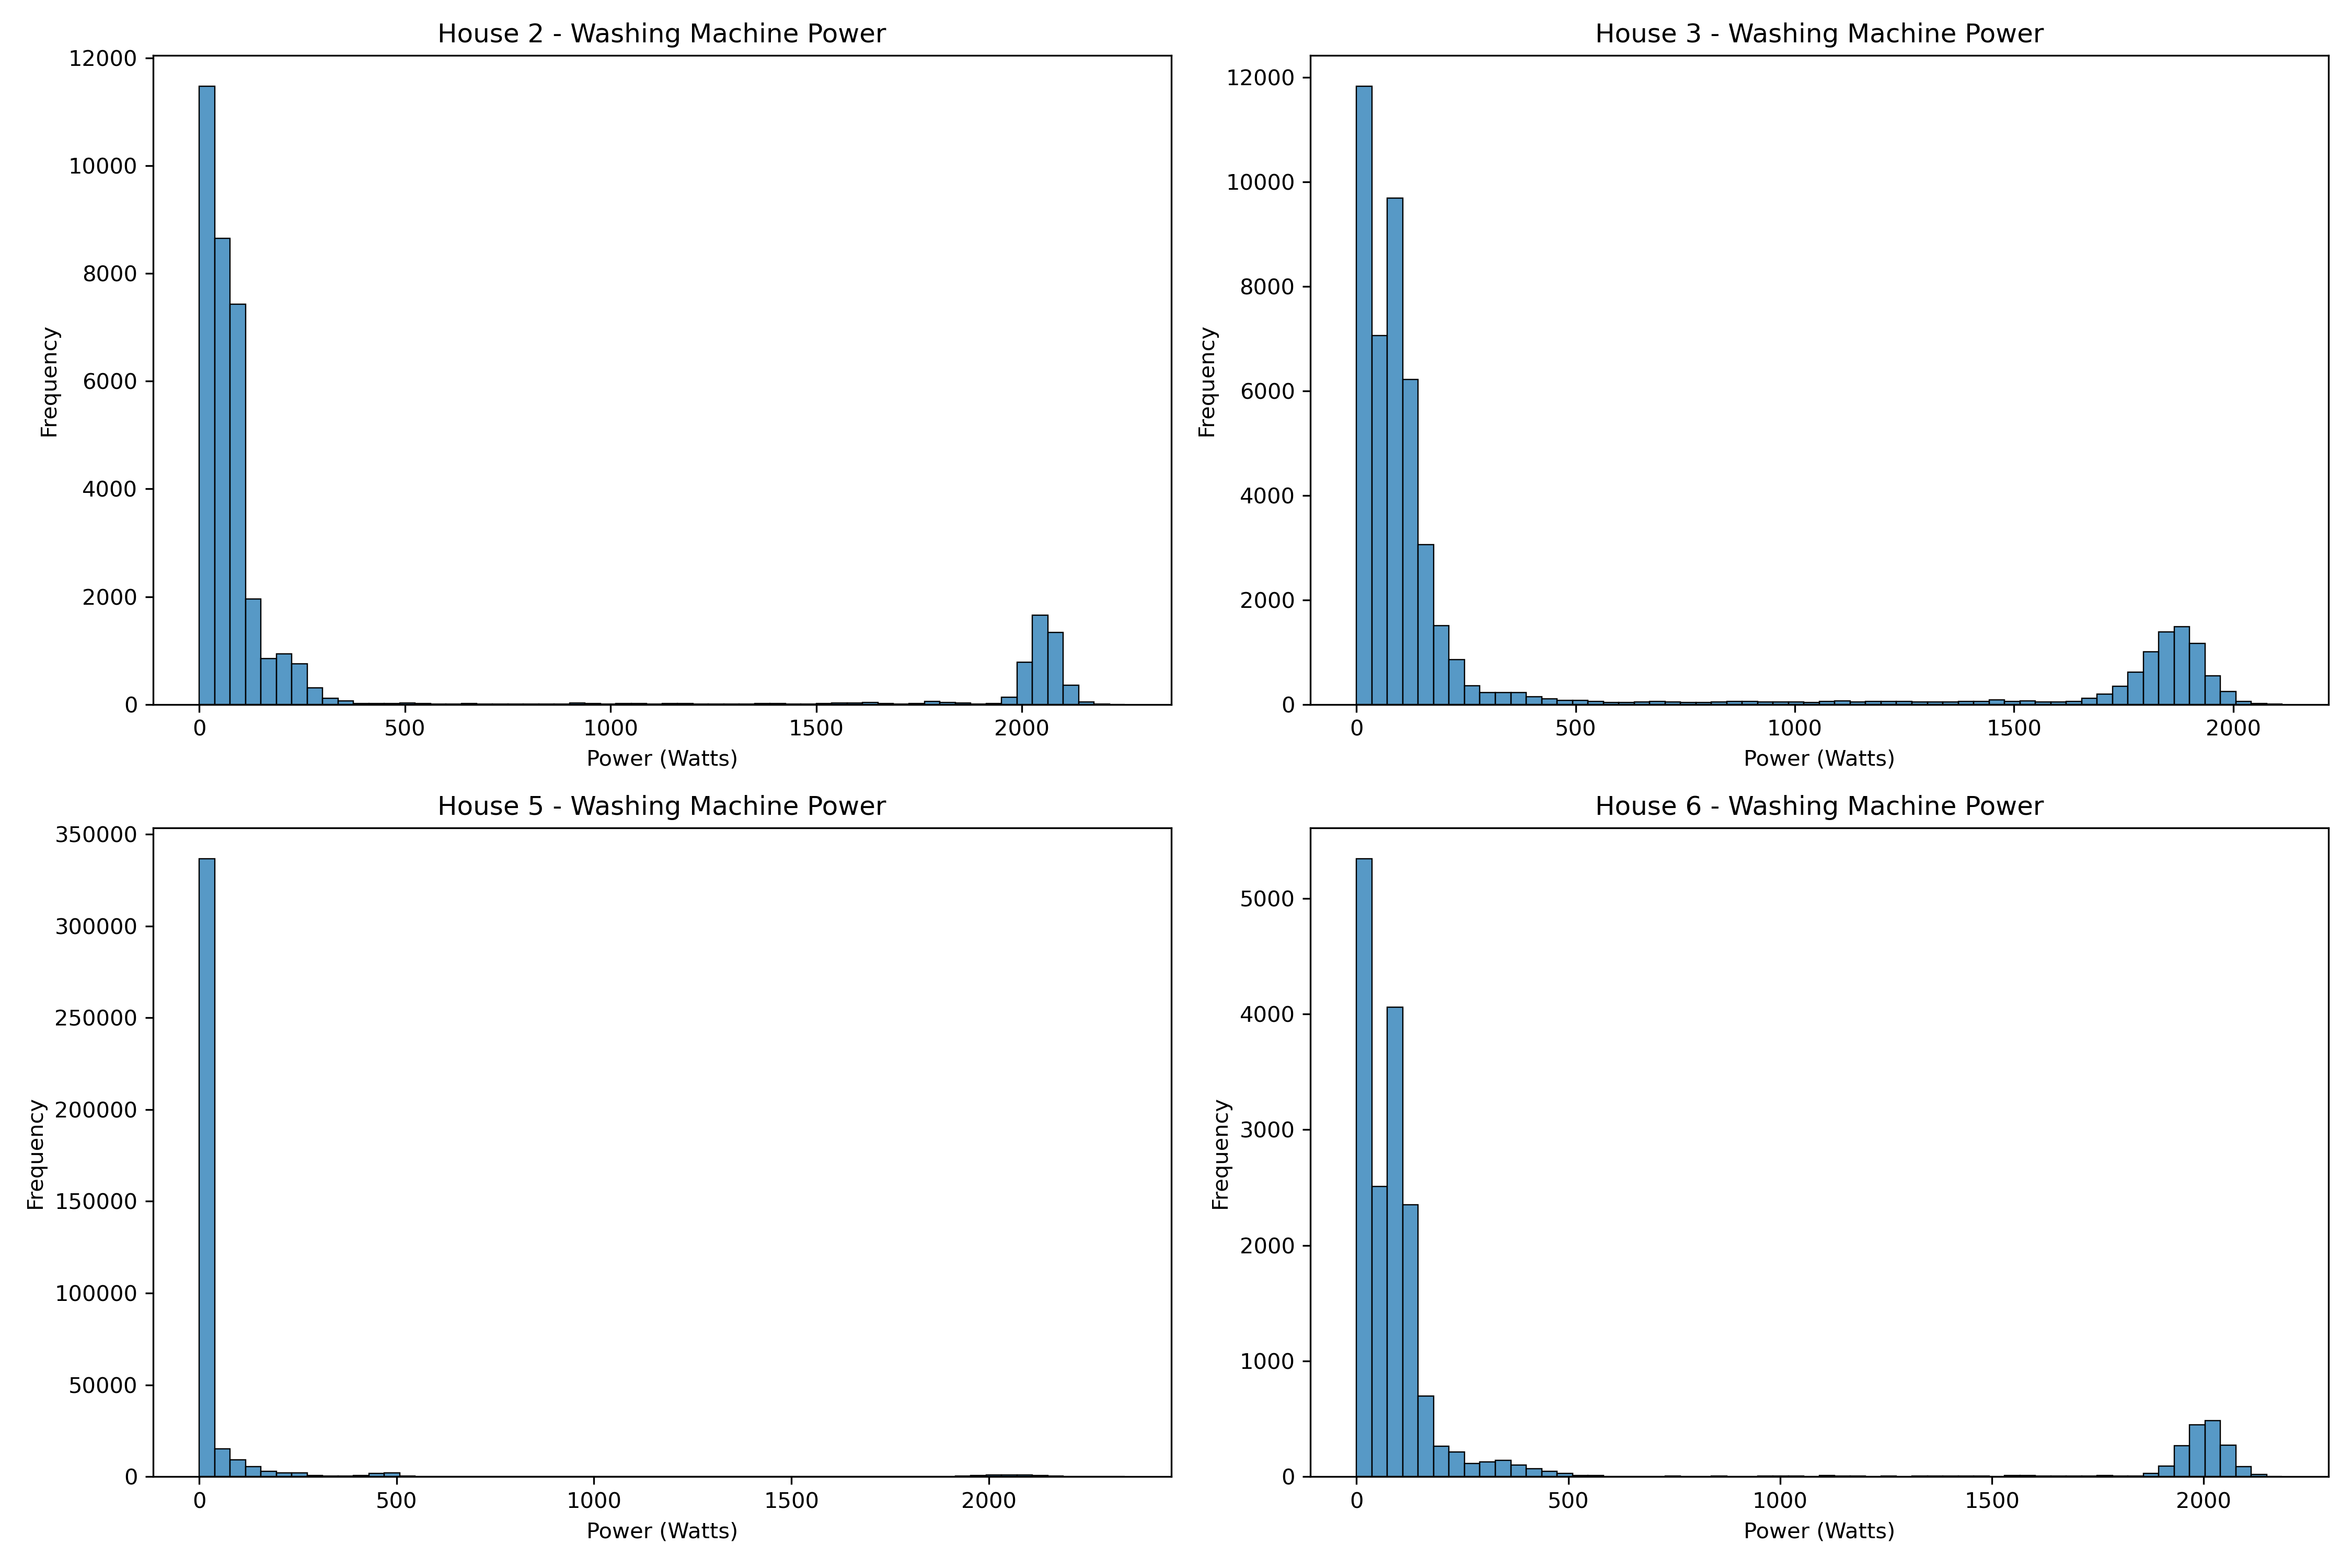 House 2 - Washing Machine Power
12000
10000
8000
6000
4000
2000
0
Frequency
0 500 1000 1500 2000
Power (Watts)
House 3 - Washing Machine Power
12000
10000
8000
6000
4000
2000
0
Frequency
0 500 1000 1500 2000
Power (Watts)
House 5 - Washing Machine Power
350000
300000
250000
200000
150000
100000
50000
0
Frequency
0 500 1000 1500 2000
Power (Watts)
House 6 - Washing Machine Power
5000
4000
3000
2000
1000
0
Frequency
0 500 1000 1500 2000
Power (Watts)